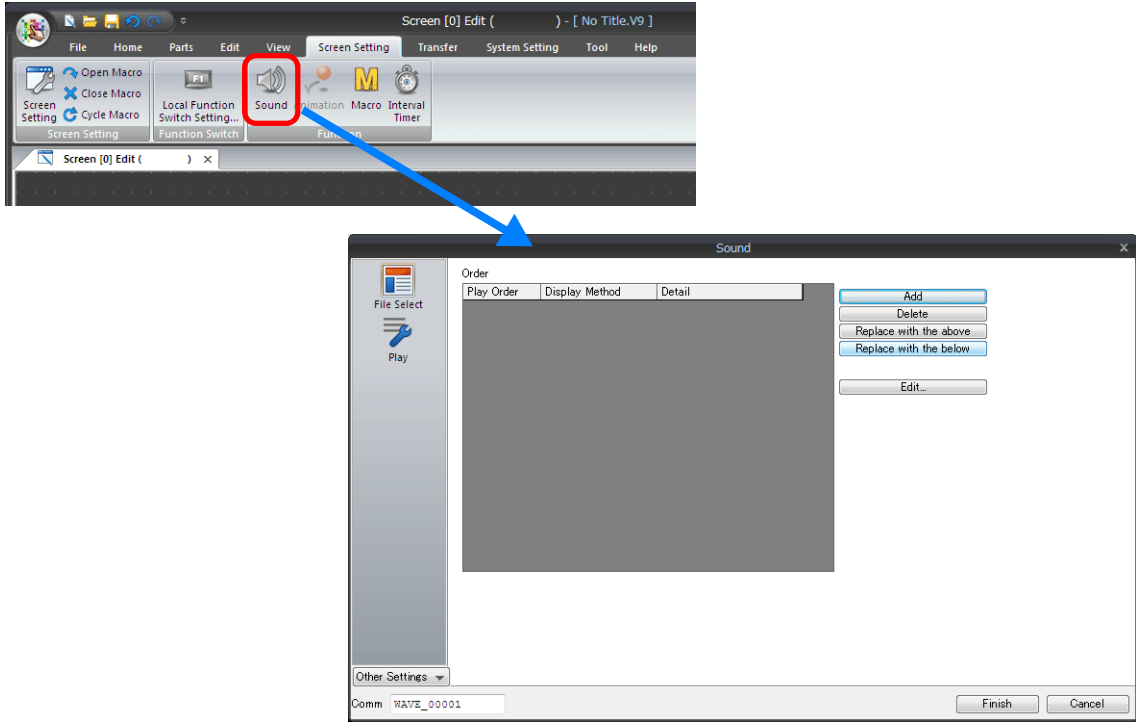 Screen [0] Edit ( ) - [ No Title.V9 ]
File Home Parts Edit View Screen Setting Transfer System Setting Tool Help
Screen Setting
Open Macro
Close Macro
Cycle Macro
F1
Local Function
Switch Setting...
Sound
Animation
M
Macro
Interval
Timer
Screen Setting Function Switch Function
Screen [0] Edit ( ) ×
Sound x
File Select
Play
Order
Play Order Display Method Detail
Add
Delete
Replace with the above
Replace with the below
Edit...
Other Settings
Comm WAVE_00001
Finish Cancel